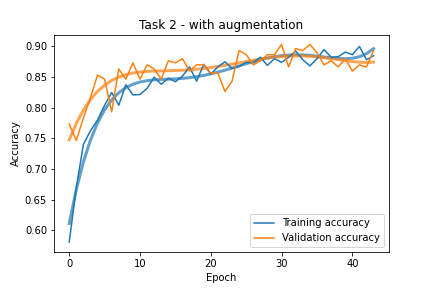 Task 2 - with augmentation
Accuracy
0.90
0.85
0.80
0.75
0.70
0.65
0.60
0
10
20
30
40
Epoch
Training accuracy
Validation accuracy